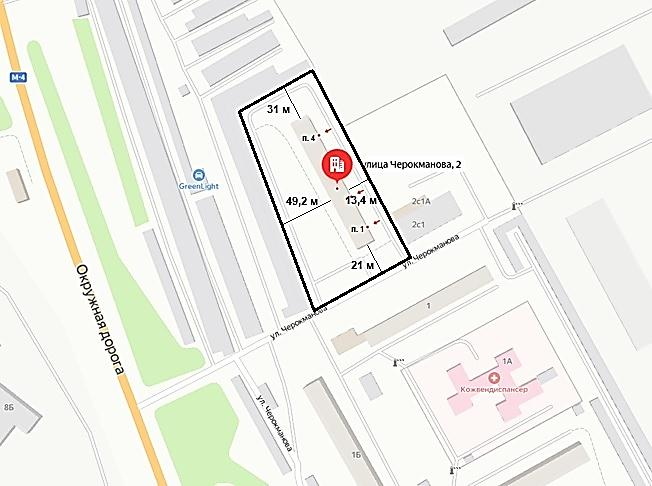 М-4
31 м
п. 4
улица Черокманова, 2
GreenLight
49,2 м
13,4 м
2с1А
2с1
п. 1
21 м
ул. Черокманова
Окружная дорога
ул. Черокманова
1
1А
Кожвендиспансер
8Б
ул. Черокманова
1Б